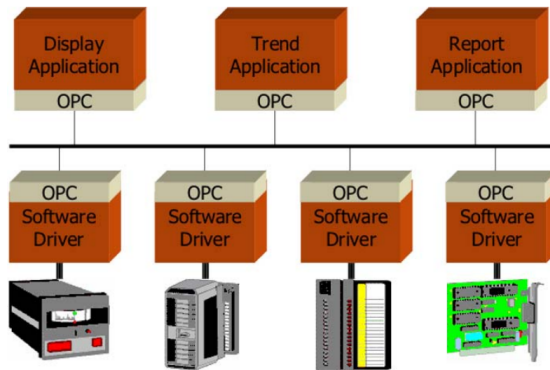 Display
Application
OPC
Trend
Application
OPC
Report
Application
OPC
OPC
Software
Driver
OPC
Software
Driver
OPC
Software
Driver
OPC
Software
Driver